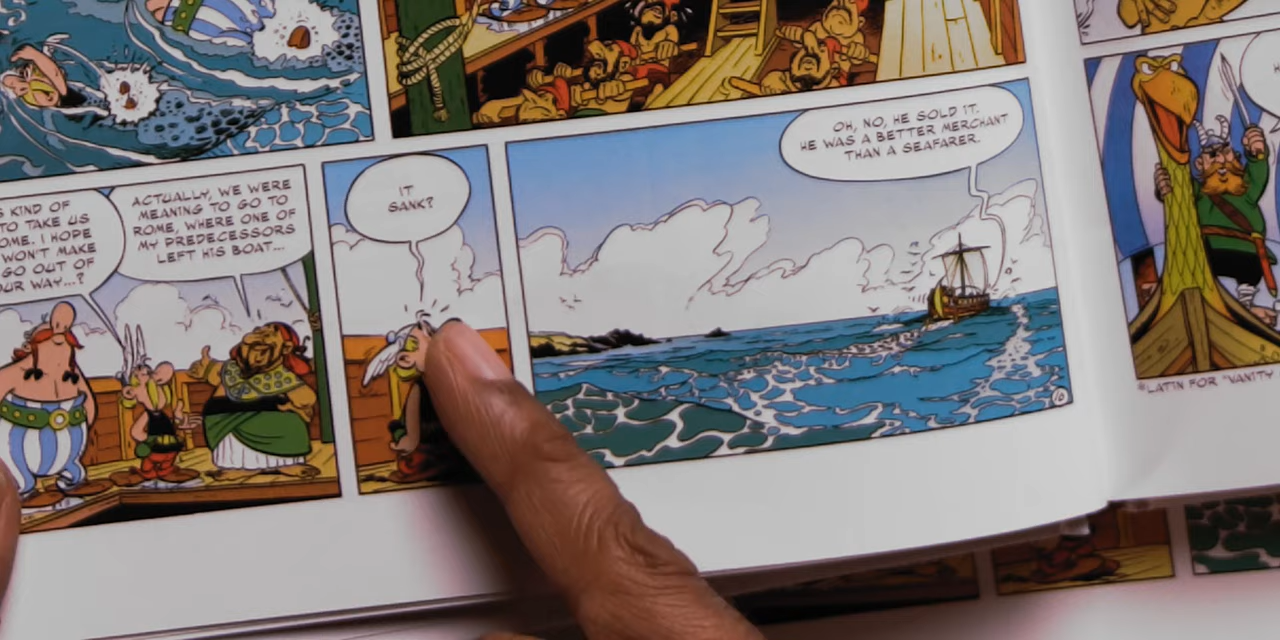 S KIND OF
TO TAKE US
OME. I HOPE
WON'T MAKE
GO OUT OF
UR WAY...?
ACTUALLY, WE WERE
MEANING TO GO TO
ROME, WHERE ONE OF
MY PREDECESSORS
LEFT HIS BOAT...
IT
SANK?
OH, NO, HE SOLD IT.
HE WAS A BETTER MERCHANT
THAN A SEAFARER.
10
*LATIN FOR "VANITY